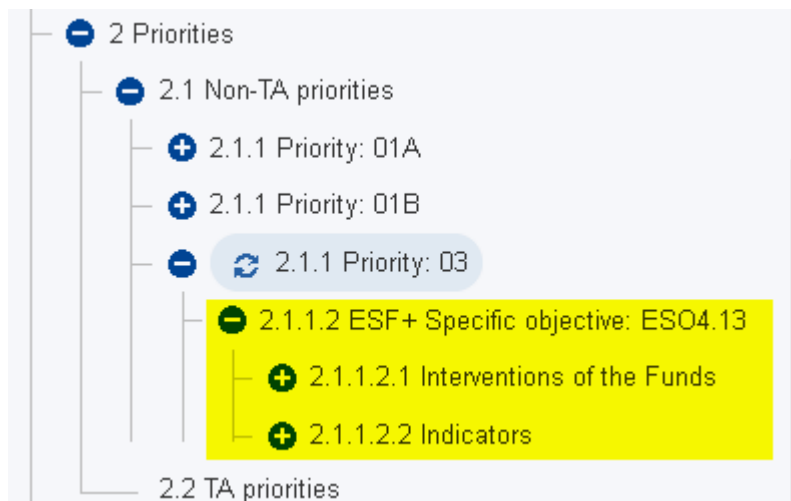 2 Priorities
2.1 Non-TA priorities
2.1.1 Priority: 01A
2.1.1 Priority: 01B
2.1.1 Priority: 03
2.1.1.2 ESF+ Specific objective: ESO4.13
2.1.1.2.1 Interventions of the Funds
2.1.1.2.2 Indicators
2.2 TA priorities